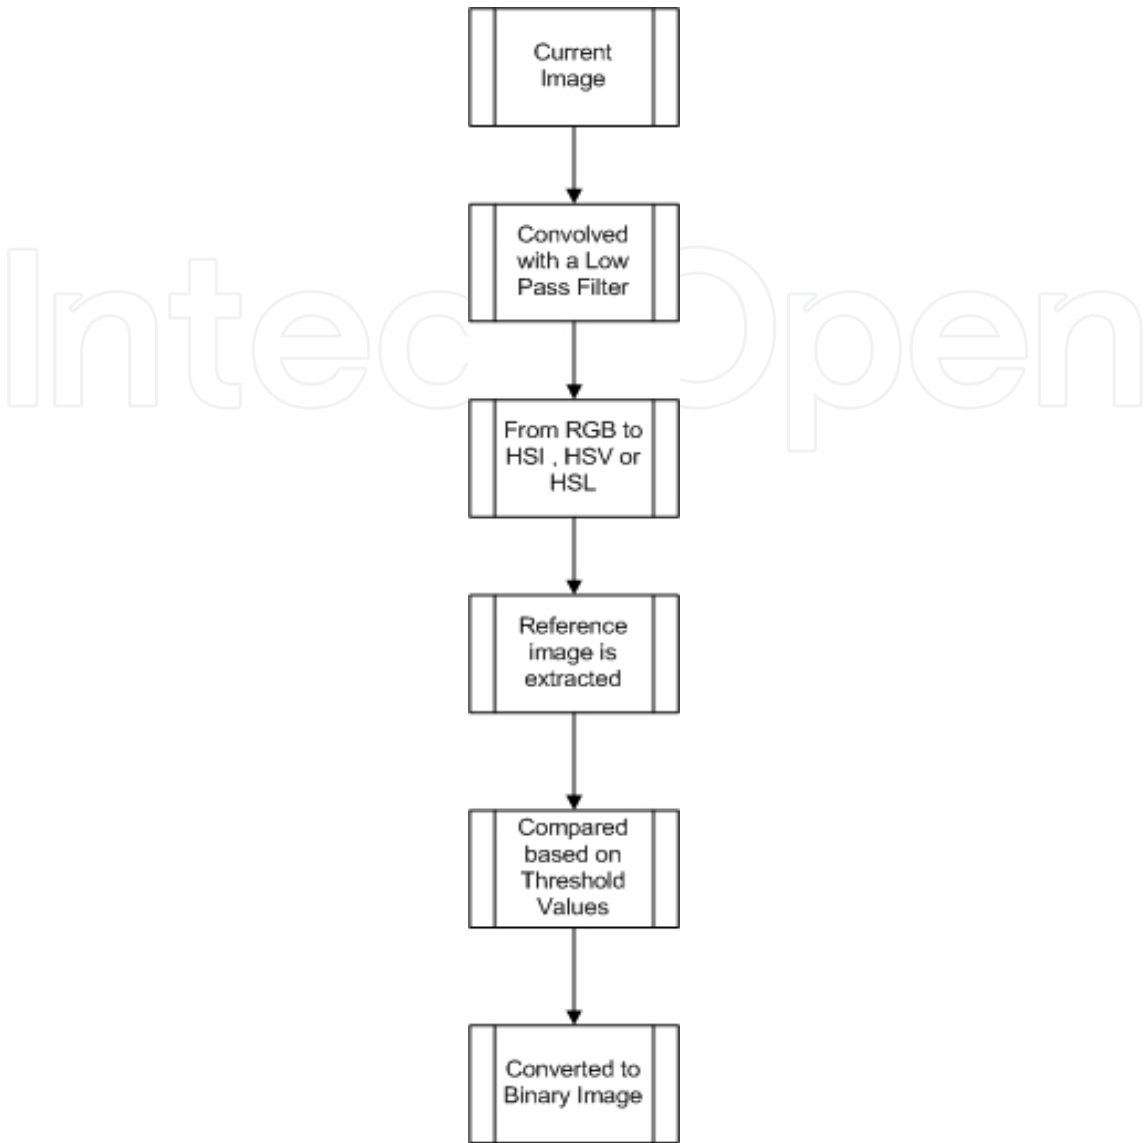 Current
Image
Convolved
with a Low
Pass Filter
IntechOpen
From RGB to
HSI , HSV or
HSL
Reference
image is
extracted
Compared
based on
Threshold
Values
Converted to
Binary Image